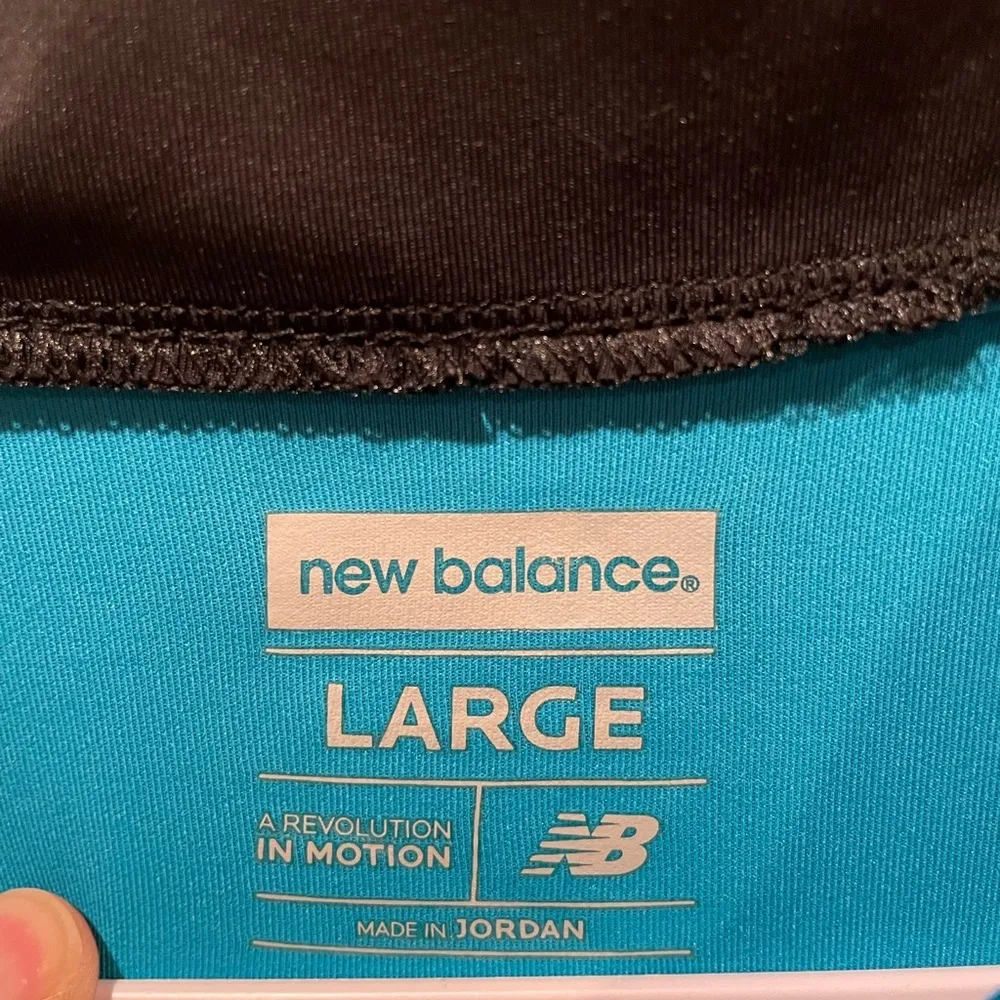 new balance®
LARGE
A REVOLUTION
IN MOTION
NB
MADE IN JORDAN